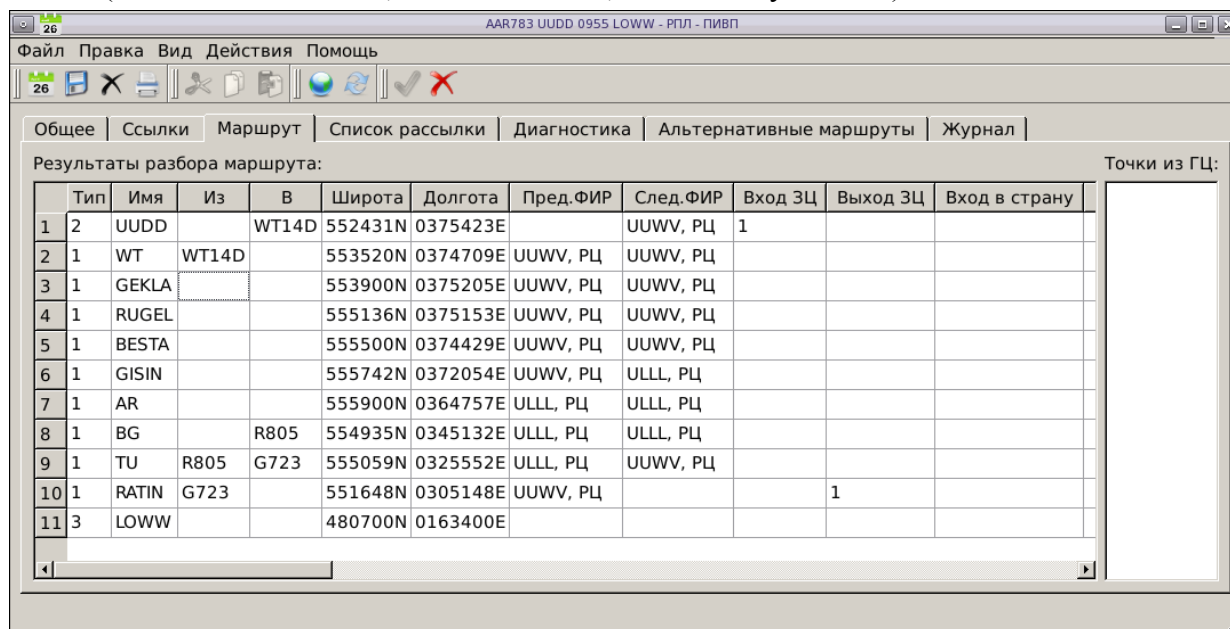 AAR783 UUDD 0955 LOWW - РПЛ - ПИВП
26
Файл Правка Вид Действия Помощь
26
Общее Ссылки Маршрут Список рассылки Диагностика Альтернативные маршруты Журнал
Результаты разбора маршрута: Точки из ГЦ:
Тип Имя Из В Широта Долгота Пред.ФИР След.ФИР Вход ЗЦ Выход ЗЦ Вход в страну
1 2 UUDD WT14D 552431N 0375423E UUWV, РЦ 1
2 1 WT WT14D 553520N 0374709E UUWV, РЦ UUWV, РЦ
3 1 GEKLA 553900N 0375205E UUWV, РЦ UUWV, РЦ
4 1 RUGEL 555136N 0375153E UUWV, РЦ UUWV, РЦ
5 1 BESTA 555500N 0374429E UUWV, РЦ UUWV, РЦ
6 1 GISIN 555742N 0372054E UUWV, РЦ ULLL, РЦ
7 1 AR 555900N 0364757E ULLL, РЦ ULLL, РЦ
8 1 BG R805 554935N 0345132E ULLL, РЦ ULLL, РЦ
9 1 TU R805 G723 555059N 0325552E ULLL, РЦ UUWV, РЦ
10 1 RATIN G723 551648N 0305148E UUWV, РЦ 1
11 3 LOWW 480700N 0163400E